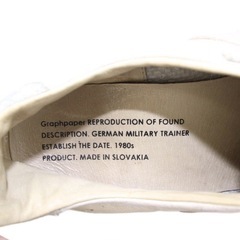 Graphpaper REPRODUCTION OF FOUND
DESCRIPTION. GERMAN MILITARY TRAINER
ESTABLISH THE DATE. 1980s
PRODUCT. MADE IN SLOVAKIA